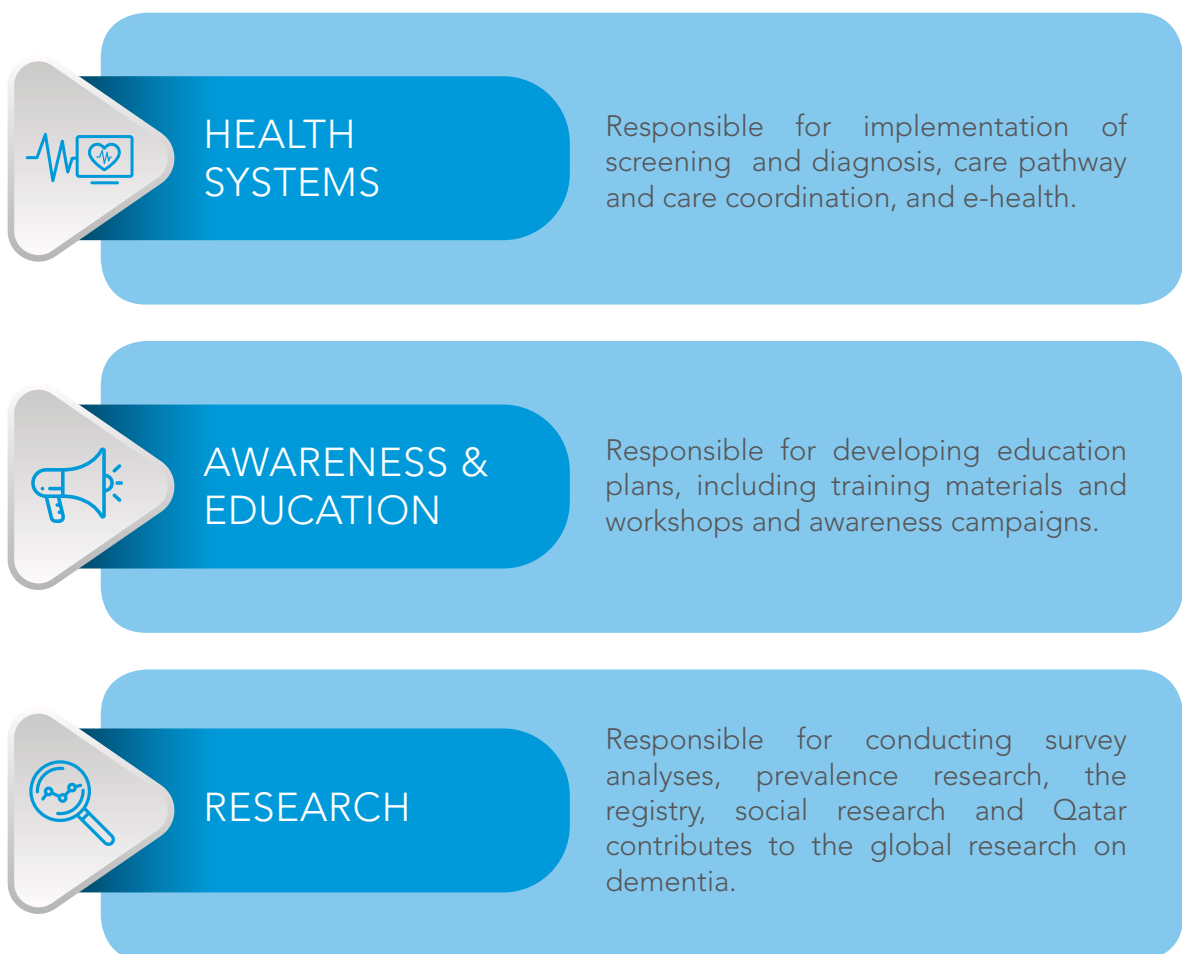 HEALTH
SYSTEMS
Responsible for implementation of
screening and diagnosis, care pathway
and care coordination, and e-health.
AWARENESS &
EDUCATION
Responsible for developing education
plans, including training materials and
workshops and awareness campaigns.
RESEARCH
Responsible for conducting survey
analyses, prevalence research, the
registry, social research and Qatar
contributes to the global research on
dementia.